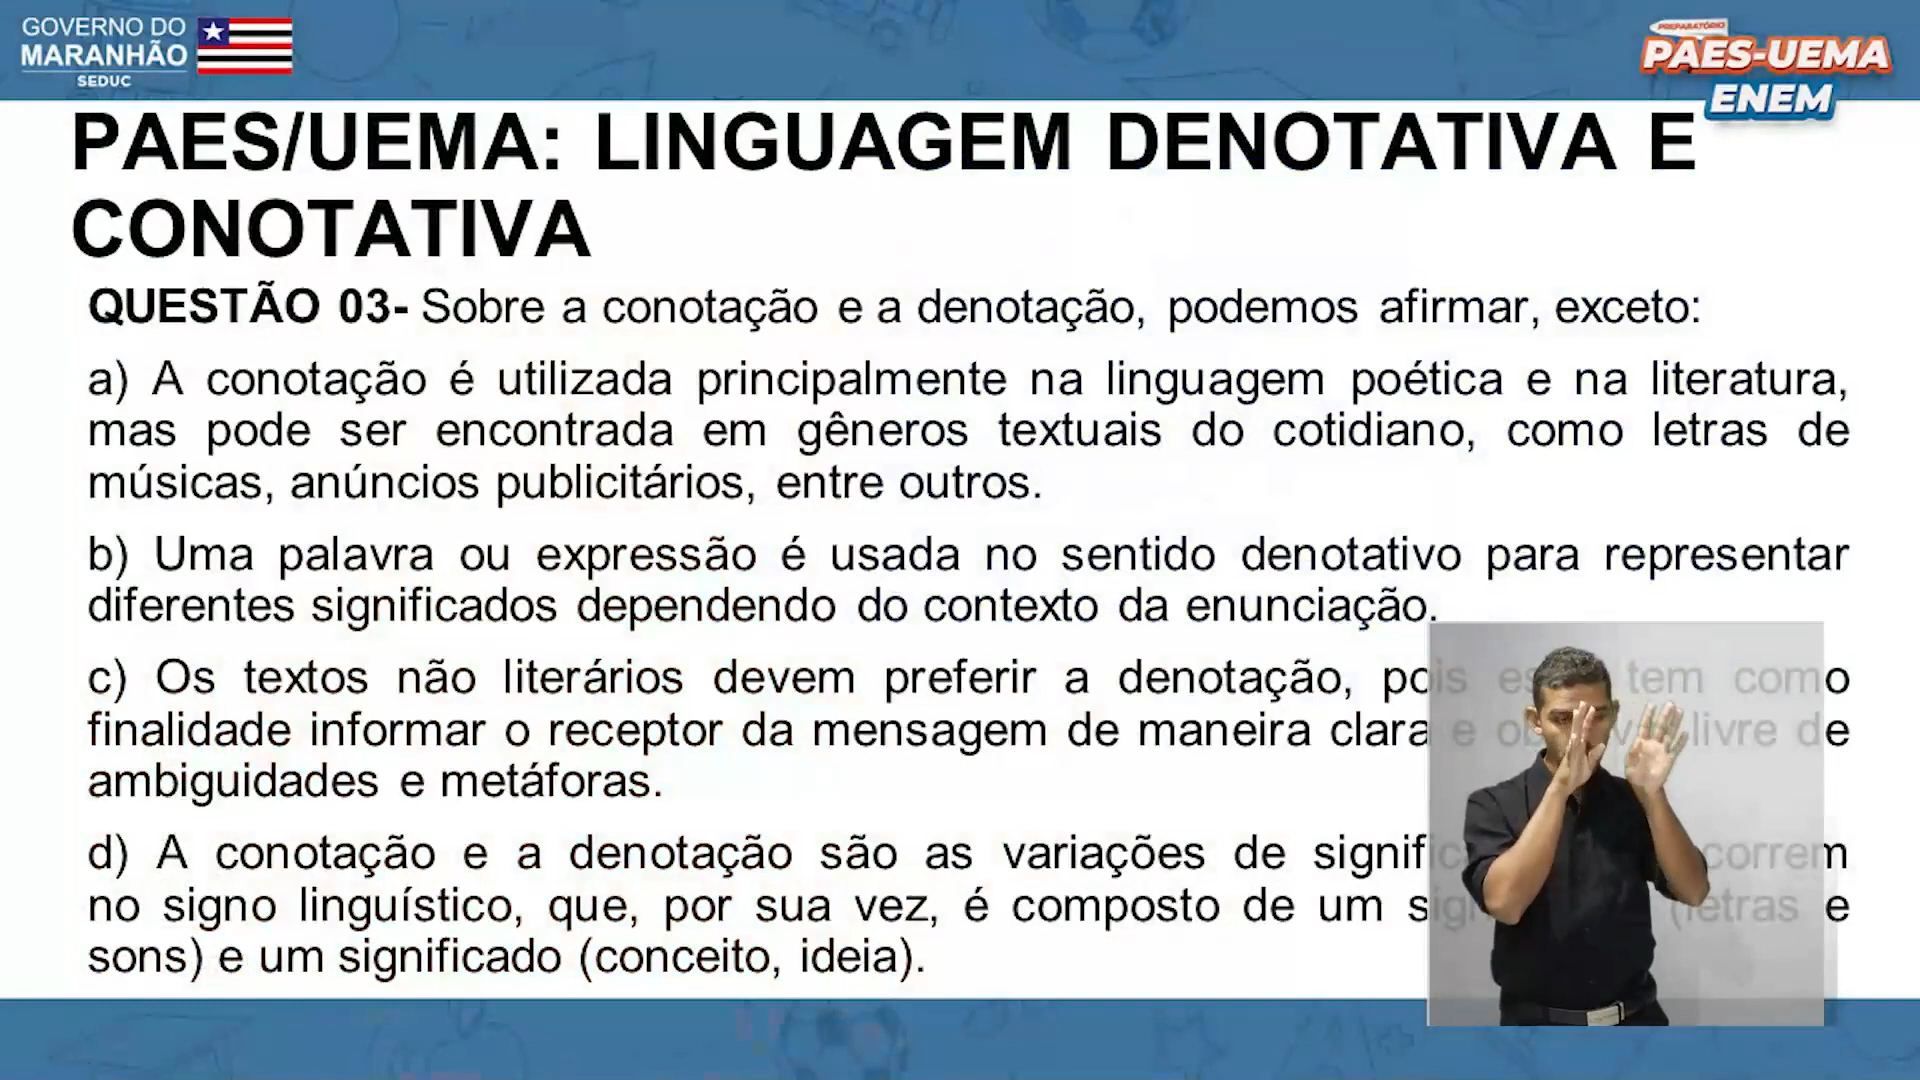 GOVERNO DO
MARANHÃO
SEDUC
PREPARATÓRIO
PAES-UEMA
ENEM
PAES/UEMA: LINGUAGEM DENOTATIVA E
CONOTATIVA
QUESTÃO 03- Sobre a conotação e a denotação, podemos afirmar, exceto:
a) A conotação é utilizada principalmente na linguagem poética e na literatura,
mas pode ser encontrada em gêneros textuais do cotidiano, como letras de
músicas, anúncios publicitários, entre outros.
b) Uma palavra ou expressão é usada no sentido denotativo para representar
diferentes significados dependendo do contexto da enunciação.
c) Os textos não literários devem preferir a denotação, pois tem como
finalidade informar o receptor da mensagem de maneira clara e livre de
ambiguidades e metáforas.
d) A conotação e a denotação são as variações de ocorrem
no signo linguístico, que, por sua vez, é composto de um (letras e
sons) e um significado (conceito, ideia).